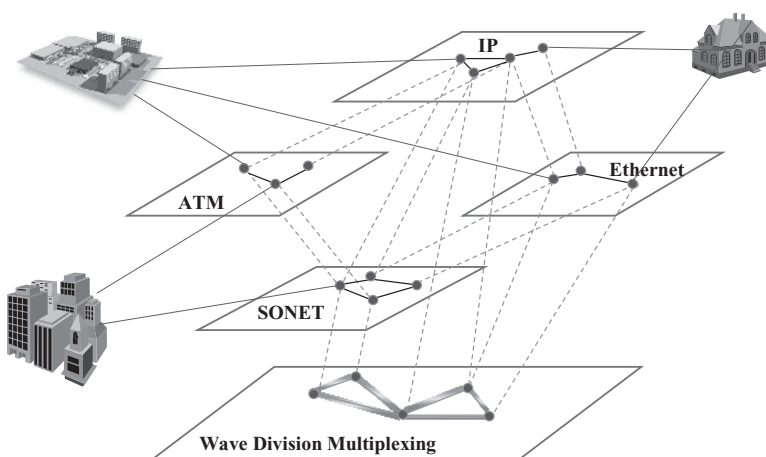 IP
Ethernet
ATM
SONET
Wave Division Multiplexing